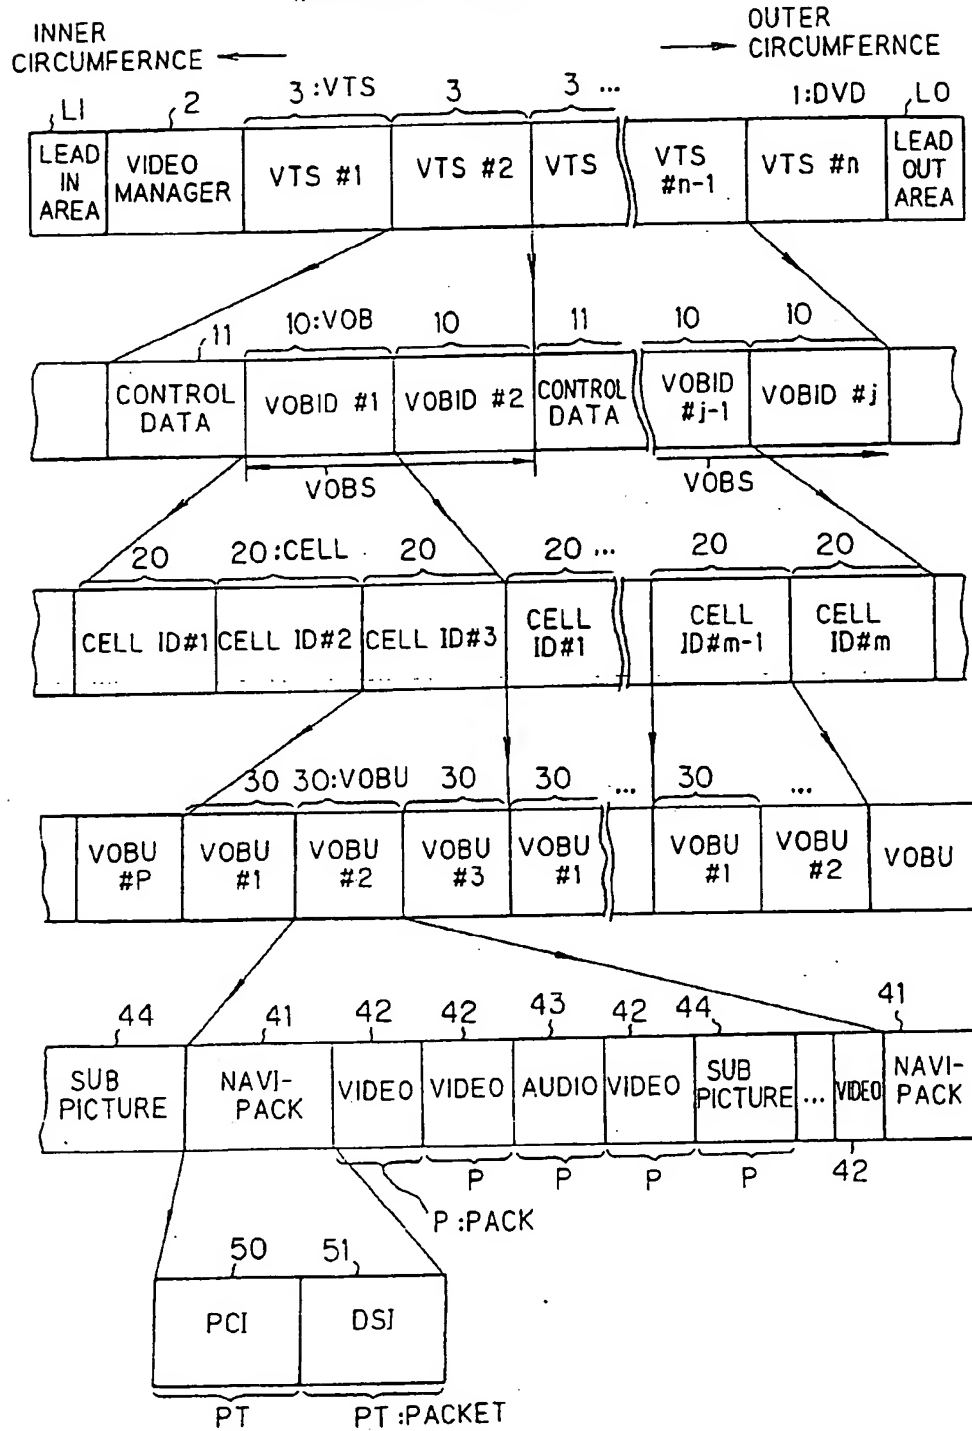 INNER
CIRCUMFERNCE
OUTER
CIRCUMFERNCE
LI
2
3:VTS
3
3 ...
1:DVD
LO
LEAD
IN
AREA
VIDEO
MANAGER
VTS #1
VTS #2
VTS
VTS
#n-1
VTS #n
LEAD
OUT
AREA
11
10:VOB
10
11
10
10
CONTROL
DATA
VOBID #1
VOBID #2
CONTROL
DATA
VOBID
#j-1
VOBID #j
VOBS
VOBS
20
20:CELL
20
20 ...
20
20
CELL ID#1
CELL ID#2
CELL ID#3
CELL
ID#1
CELL
ID#m-1
CELL
ID#m
30
30:VOBU
30
30
...
30
...
VOBU
#P
VOBU
#1
VOBU
#2
VOBU
#3
VOBU
#1
VOBU
#1
VOBU
#2
VOBU
44
41
42
42
43
42
44
41
SUB
PICTURE
NAVI-
PACK
VIDEO
VIDEO
AUDIO
VIDEO
SUB
PICTURE
...
VIDEO
NAVI-
PACK
P
P
P
P
42
P:PACK
50
51
PCI
DSI
PT
PT:PACKET